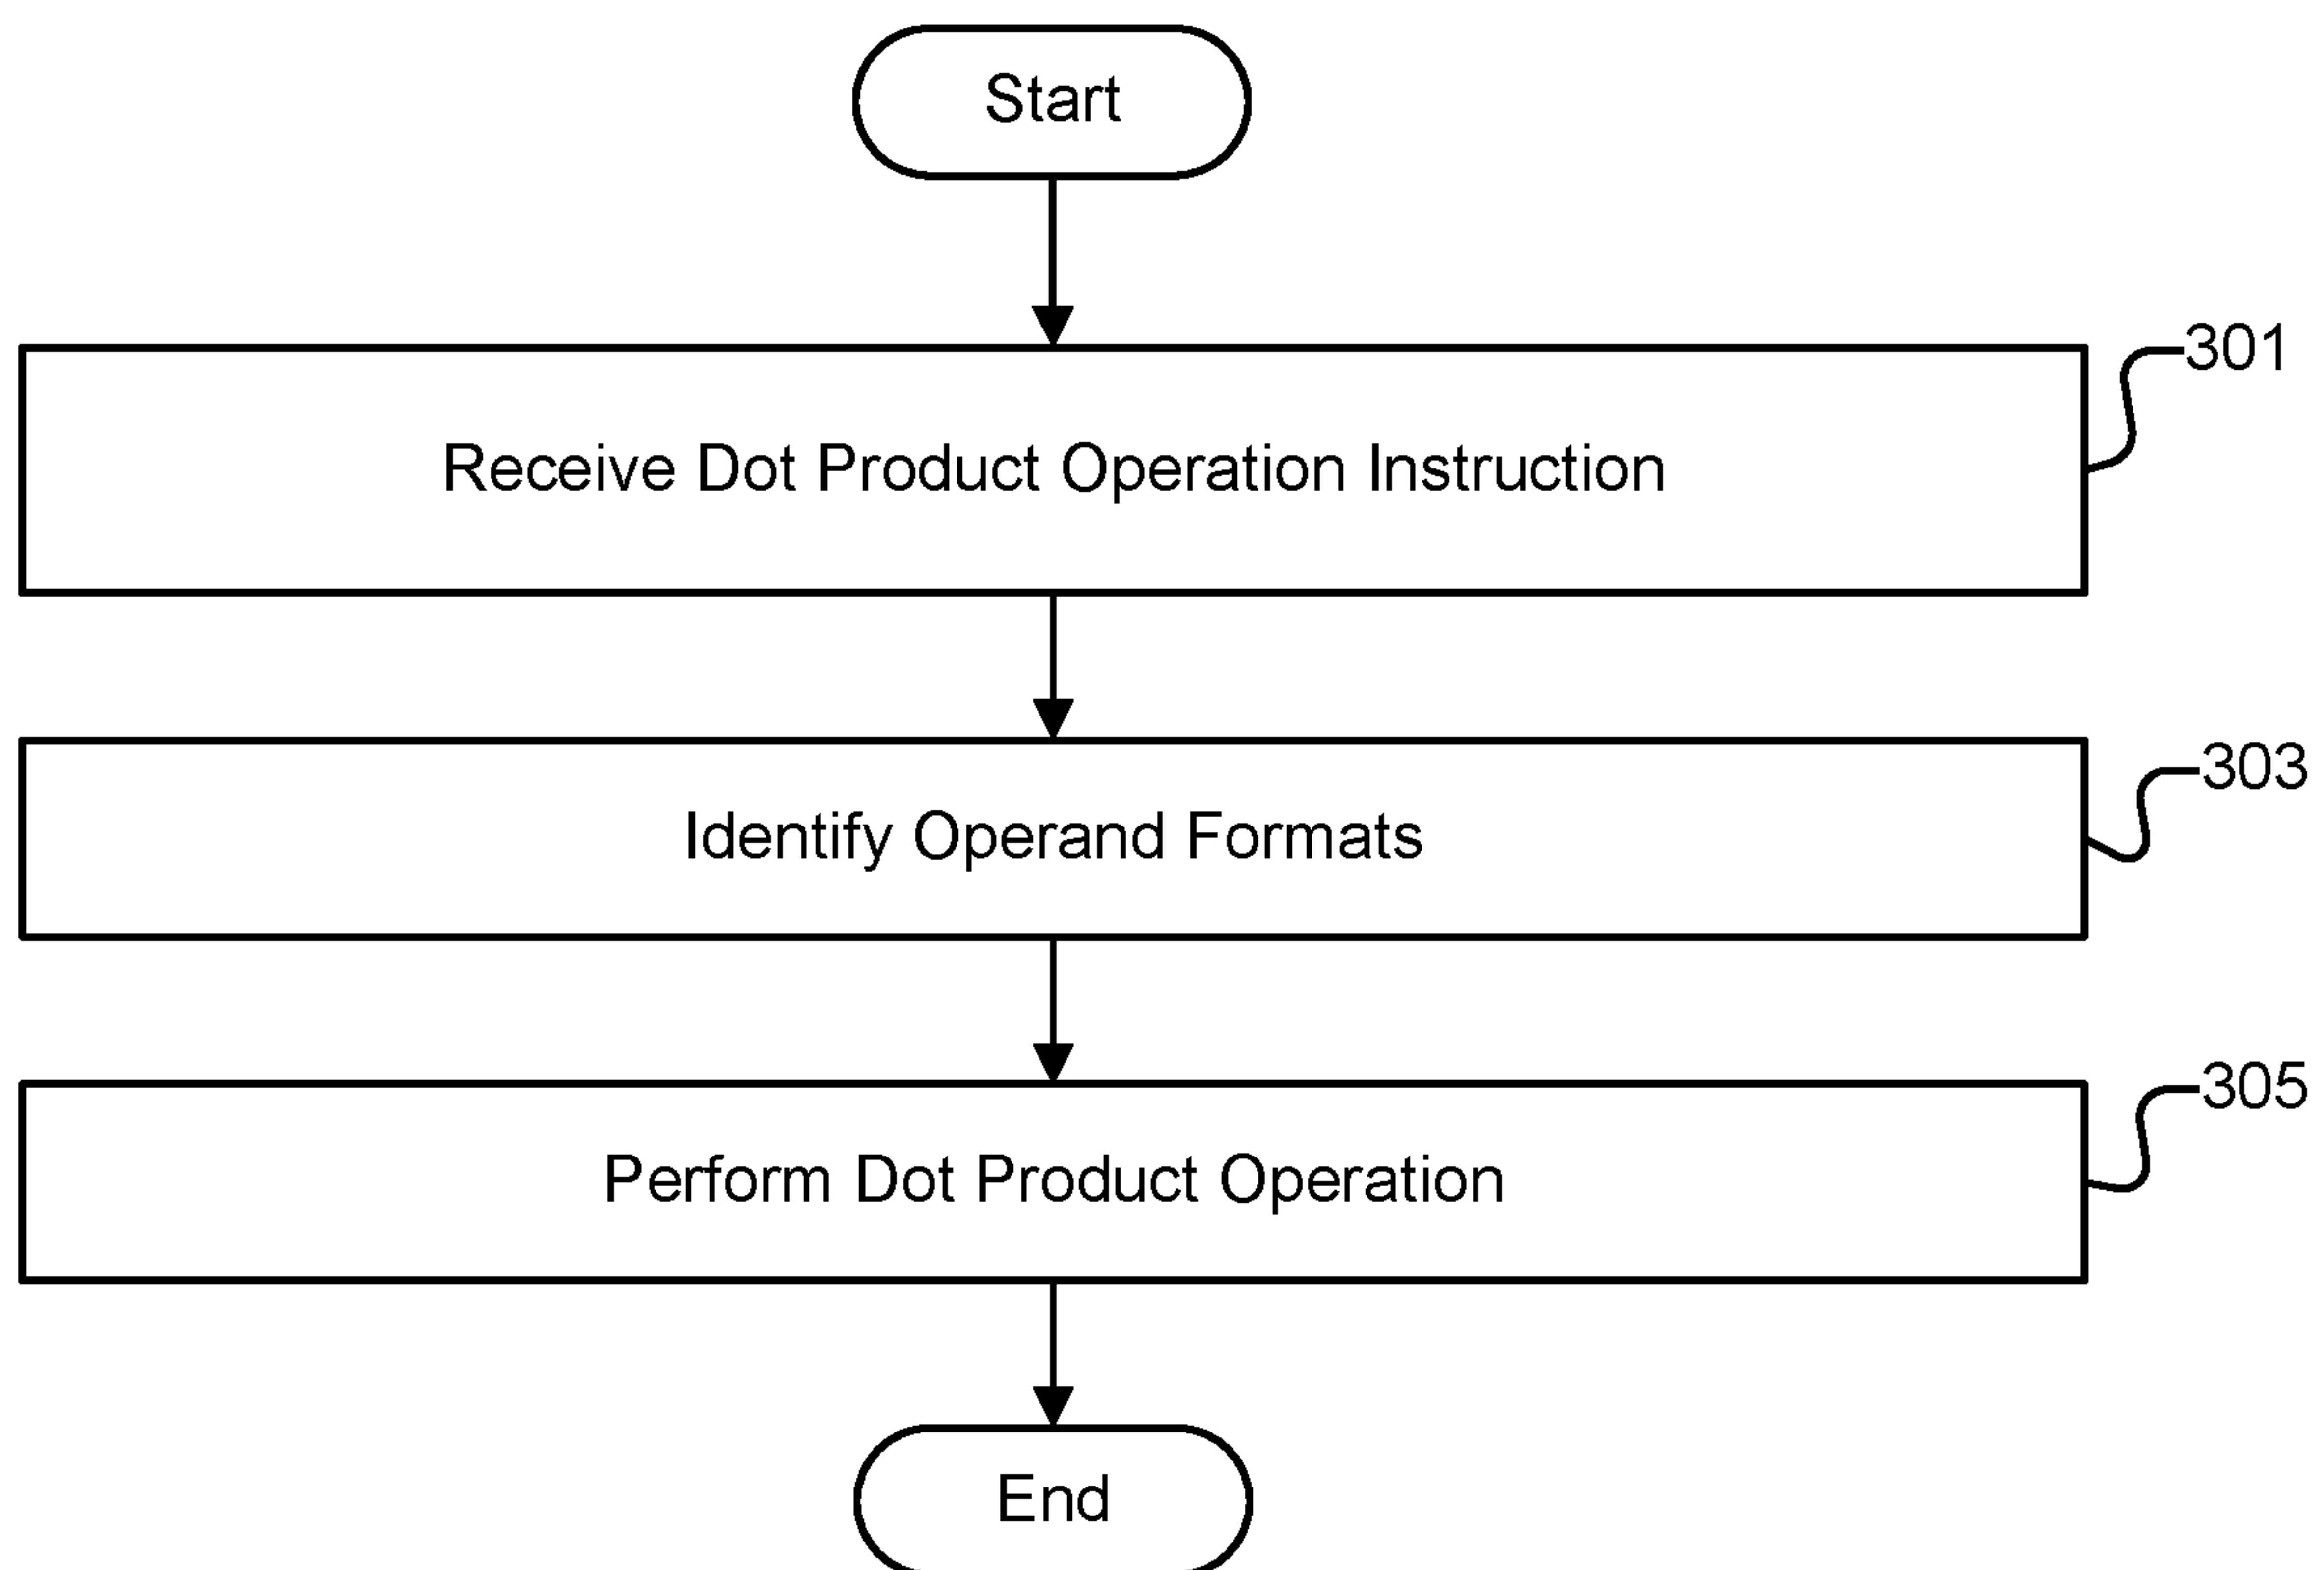 Start
301
Receive Dot Product Operation Instruction
303
Identify Operand Formats
305
Perform Dot Product Operation
End